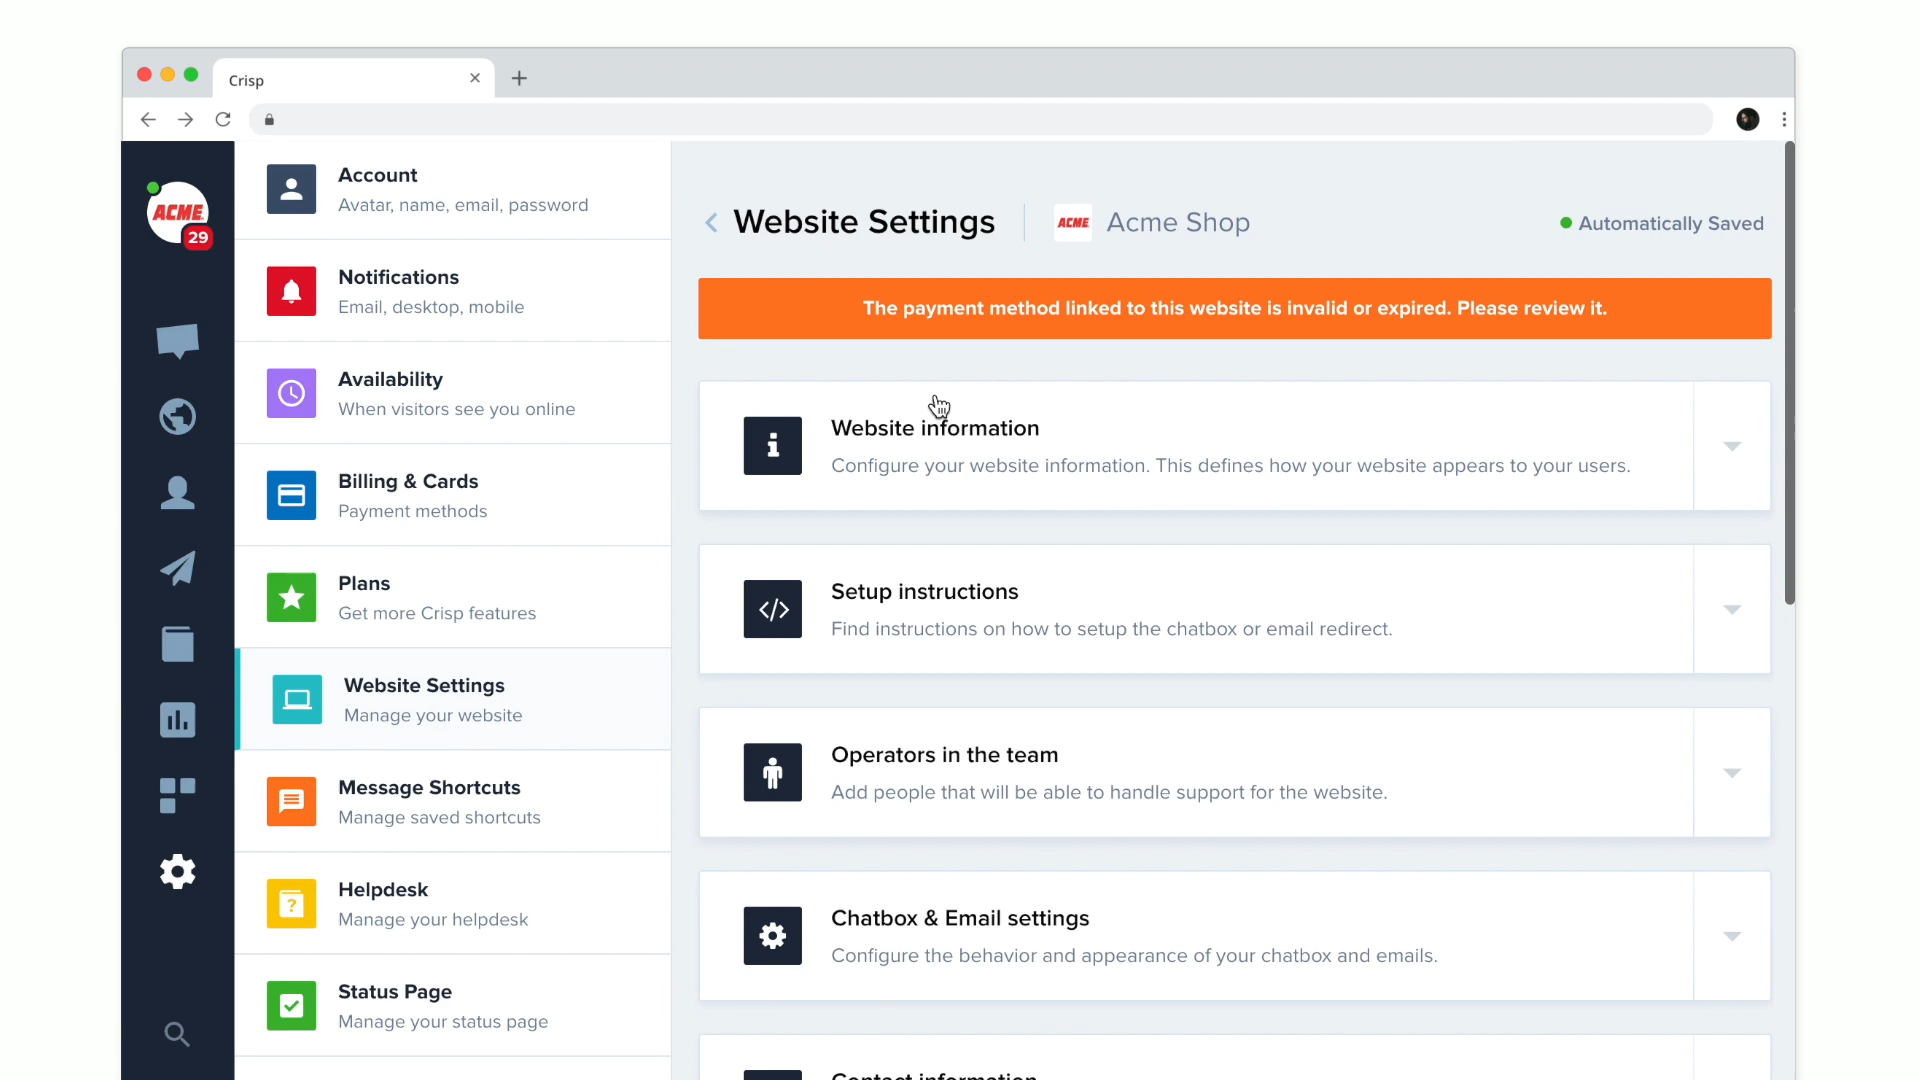 Crisp
ACME
29
Account
Avatar, name, email, password
Notifications
Email, desktop, mobile
Availability
When visitors see you online
Billing & Cards
Payment methods
Plans
Get more Crisp features
Website Settings
Manage your website
Message Shortcuts
Manage saved shortcuts
Helpdesk
Manage your helpdesk
Status Page
Manage your status page
Website Settings
ACME Acme Shop
Automatically Saved
The payment method linked to this website is invalid or expired. Please review it.
Website information
Configure your website information. This defines how your website appears to your users.
Setup instructions
Find instructions on how to setup the chatbox or email redirect.
Operators in the team
Add people that will be able to handle support for the website.
Chatbox & Email settings
Configure the behavior and appearance of your chatbox and emails.
Contact information